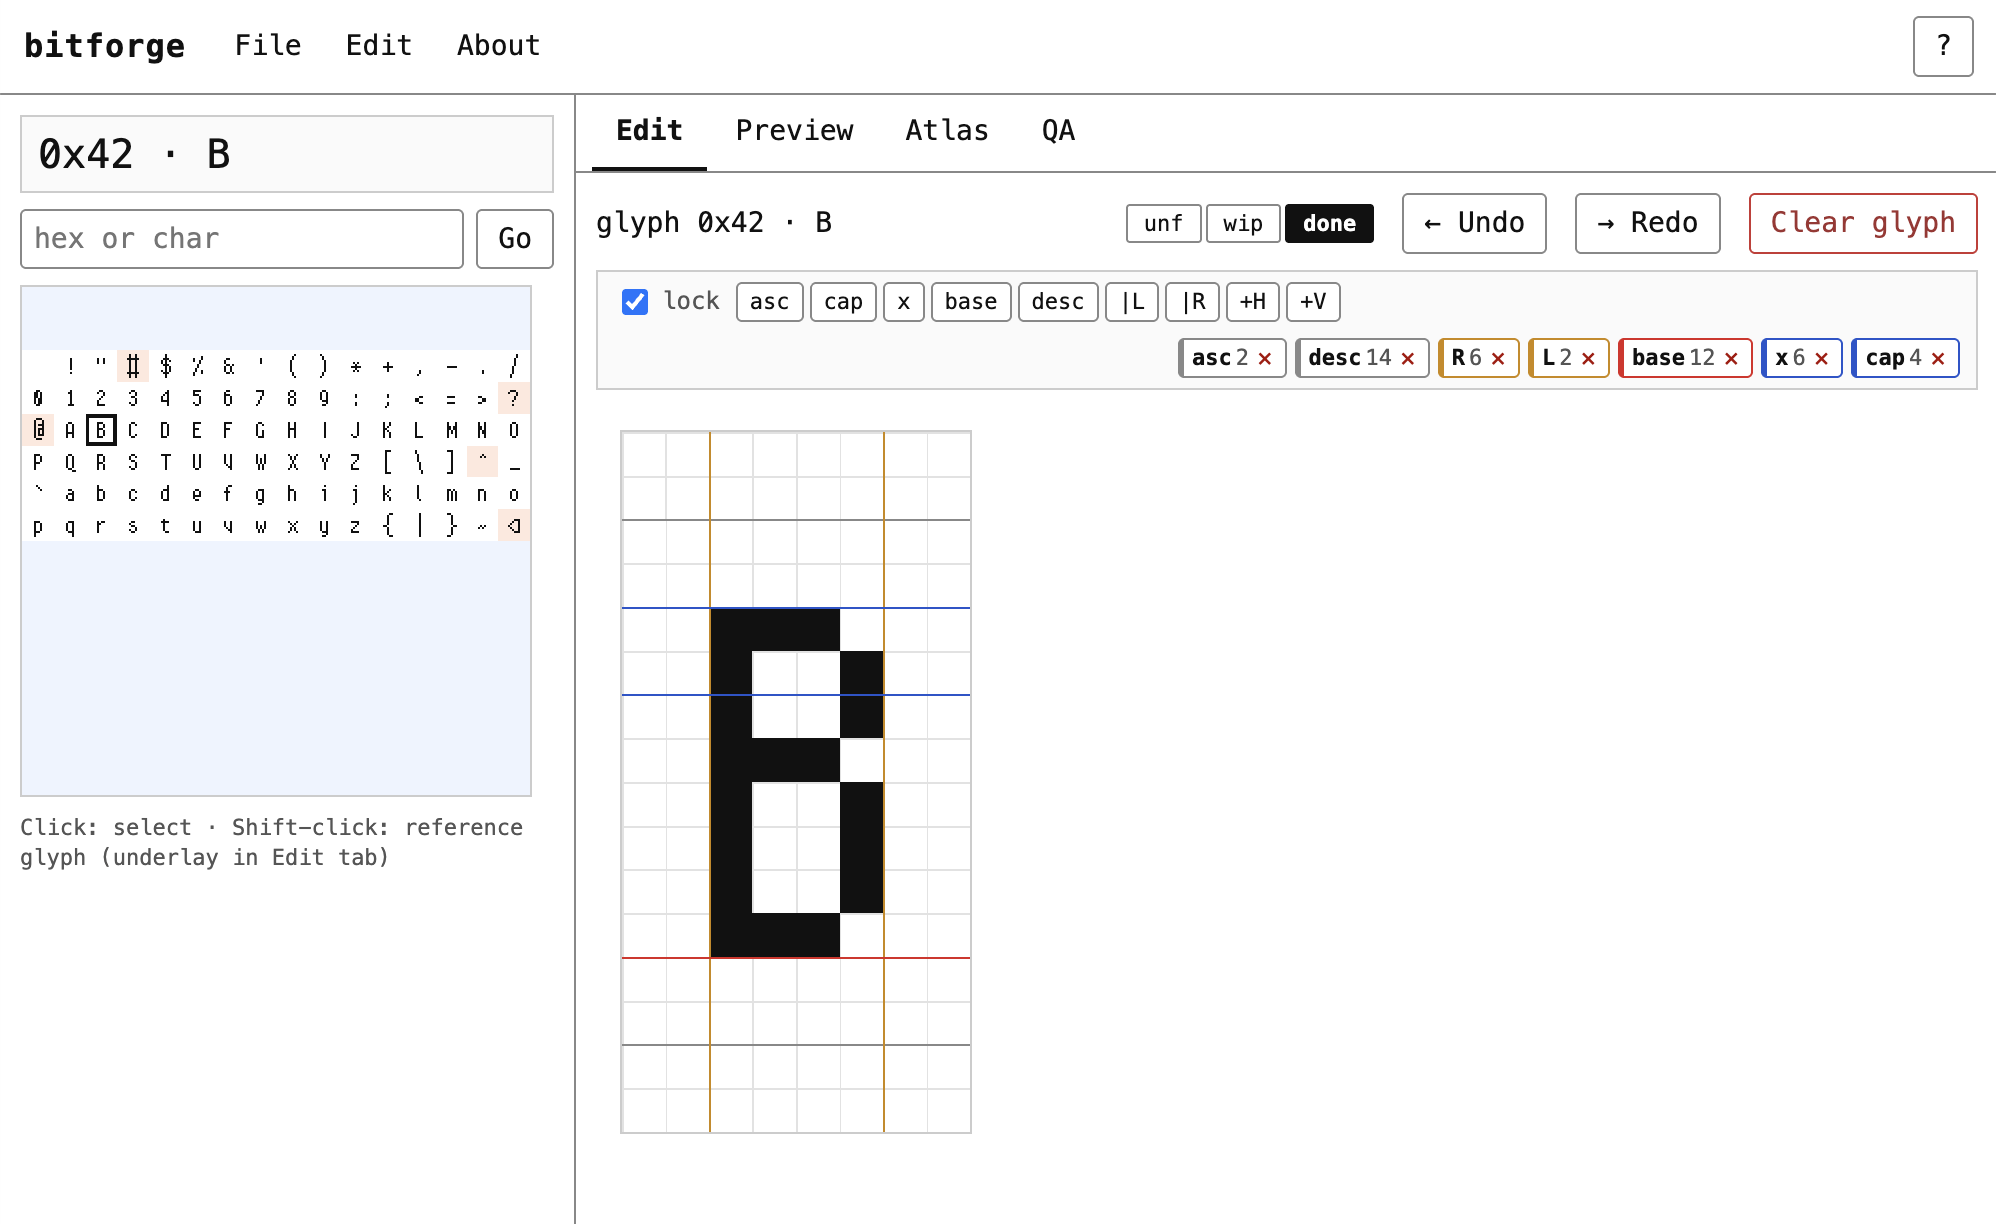 bitforge File Edit About ?
0x42 · B
hex or char Go
! " # $ % & ' ( ) * + , - . /
0 1 2 3 4 5 6 7 8 9 : ; < = > ?
@ A B C D E F G H I J K L M N O
P Q R S T U V W X Y Z [ \ ] ^ _
` a b c d e f g h i j k l m n o
p q r s t u v w x y z { | } ~
Click: select · Shift-click: reference
glyph (underlay in Edit tab)
Edit Preview Atlas QA
glyph 0x42 · B unf wip done ← Undo → Redo Clear glyph
lock asc cap x base desc |L |R +H +V
asc 2 × desc 14 × R 6 × L 2 × base 12 × x 6 × cap 4 ×
B